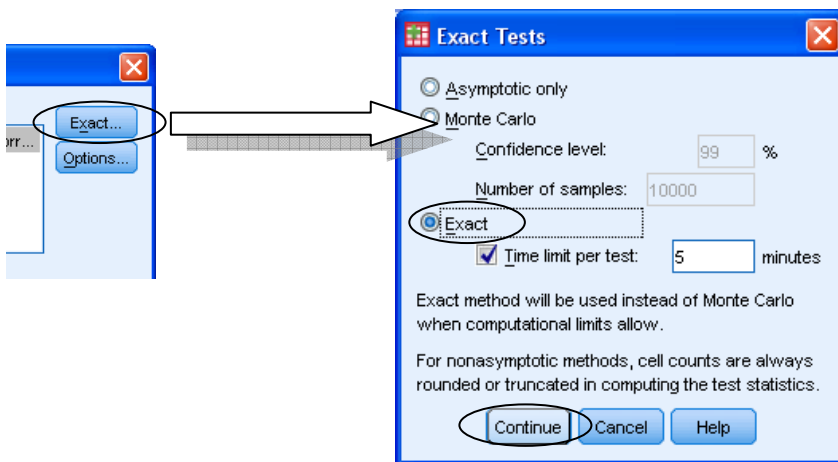 Exact...
orr...
Options...
Exact Tests
Asymptotic only
Monte Carlo
Confidence level: 99 %
Number of samples: 10000
Exact
Time limit per test: 5 minutes
Exact method will be used instead of Monte Carlo
when computational limits allow.
For nonasymptotic methods, cell counts are always
rounded or truncated in computing the test statistics.
Continue Cancel Help